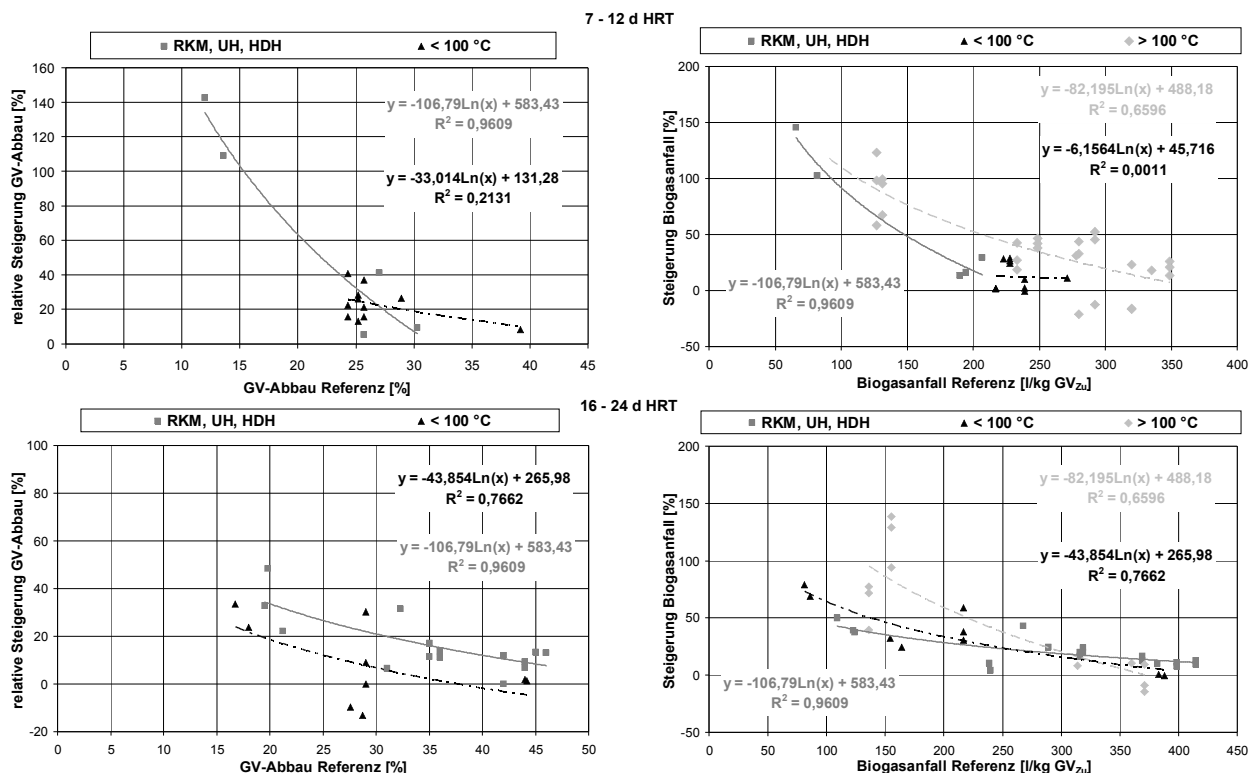 7 - 12 d HRT
RKM, UH, HDH < 100 °C
relative Steigerung GV-Abbau [%]
160
140
120
100
80
60
40
20
0
y = -106,79Ln(x) + 583,43
R² = 0,9609
y = -33,014Ln(x) + 131,28
R² = 0,2131
0 5 10 15 20 25 30 35 40 45
GV-Abbau Referenz [%]
RKM, UH, HDH < 100 °C > 100 °C
Steigerung Biogasanfall [%]
200
150
100
50
0
-50
y = -82,195Ln(x) + 488,18
R² = 0,6596
y = -6,1564Ln(x) + 45,716
R² = 0,0011
y = -106,79Ln(x) + 583,43
R² = 0,9609
0 50 100 150 200 250 300 350 400
Biogasanfall Referenz [l/kg GVZu]
16 - 24 d HRT
RKM, UH, HDH < 100 °C
relative Steigerung GV-Abbau [%]
100
80
60
40
20
0
-20
y = -43,854Ln(x) + 265,98
R² = 0,7662
y = -106,79Ln(x) + 583,43
R² = 0,9609
0 5 10 15 20 25 30 35 40 45 50
GV-Abbau Referenz [%]
RKM, UH, HDH < 100 °C > 100 °C
Steigerung Biogasanfall [%]
200
150
100
50
0
-50
y = -82,195Ln(x) + 488,18
R² = 0,6596
y = -43,854Ln(x) + 265,98
R² = 0,7662
y = -106,79Ln(x) + 583,43
R² = 0,9609
0 50 100 150 200 250 300 350 400 450
Biogasanfall Referenz [l/kg GVZu]